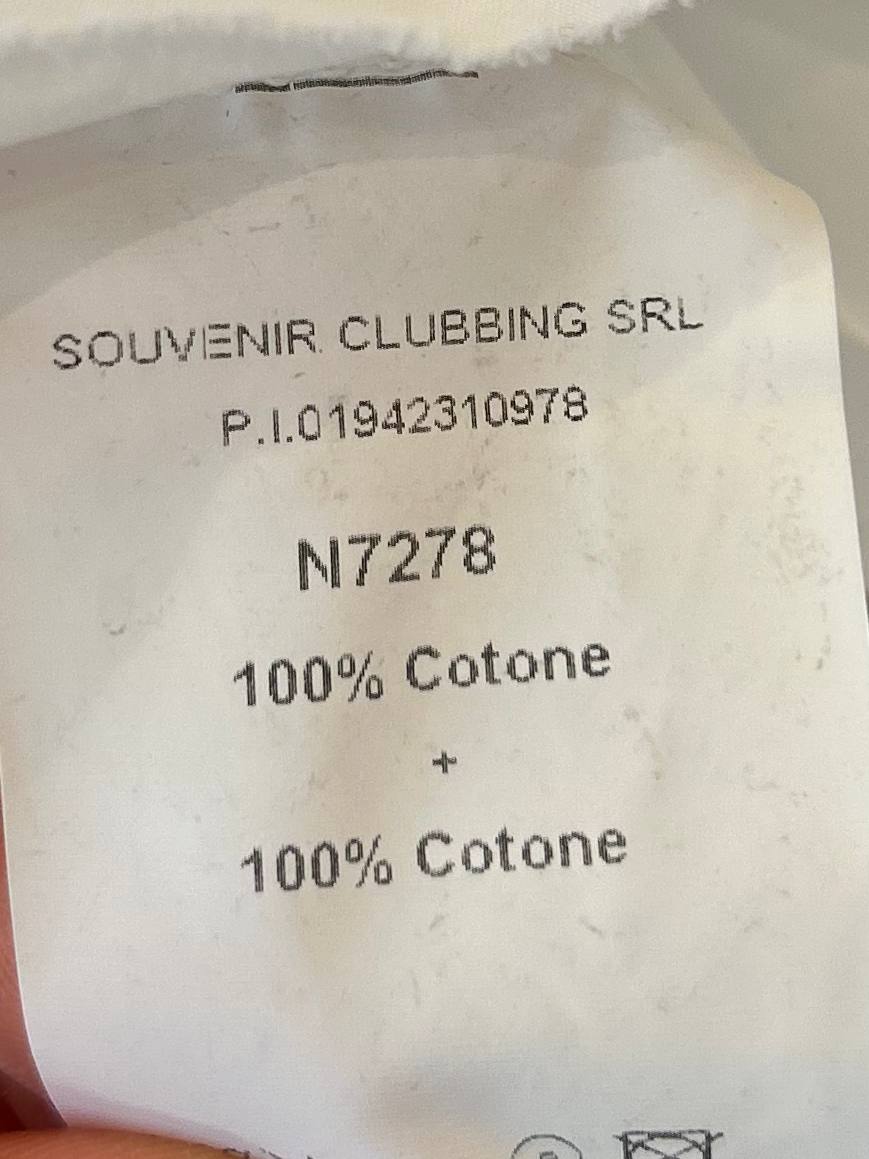 SOUVENIR CLUBBING SRL
P.I.01942310978
N7278
100% Cotone
+
100% Cotone